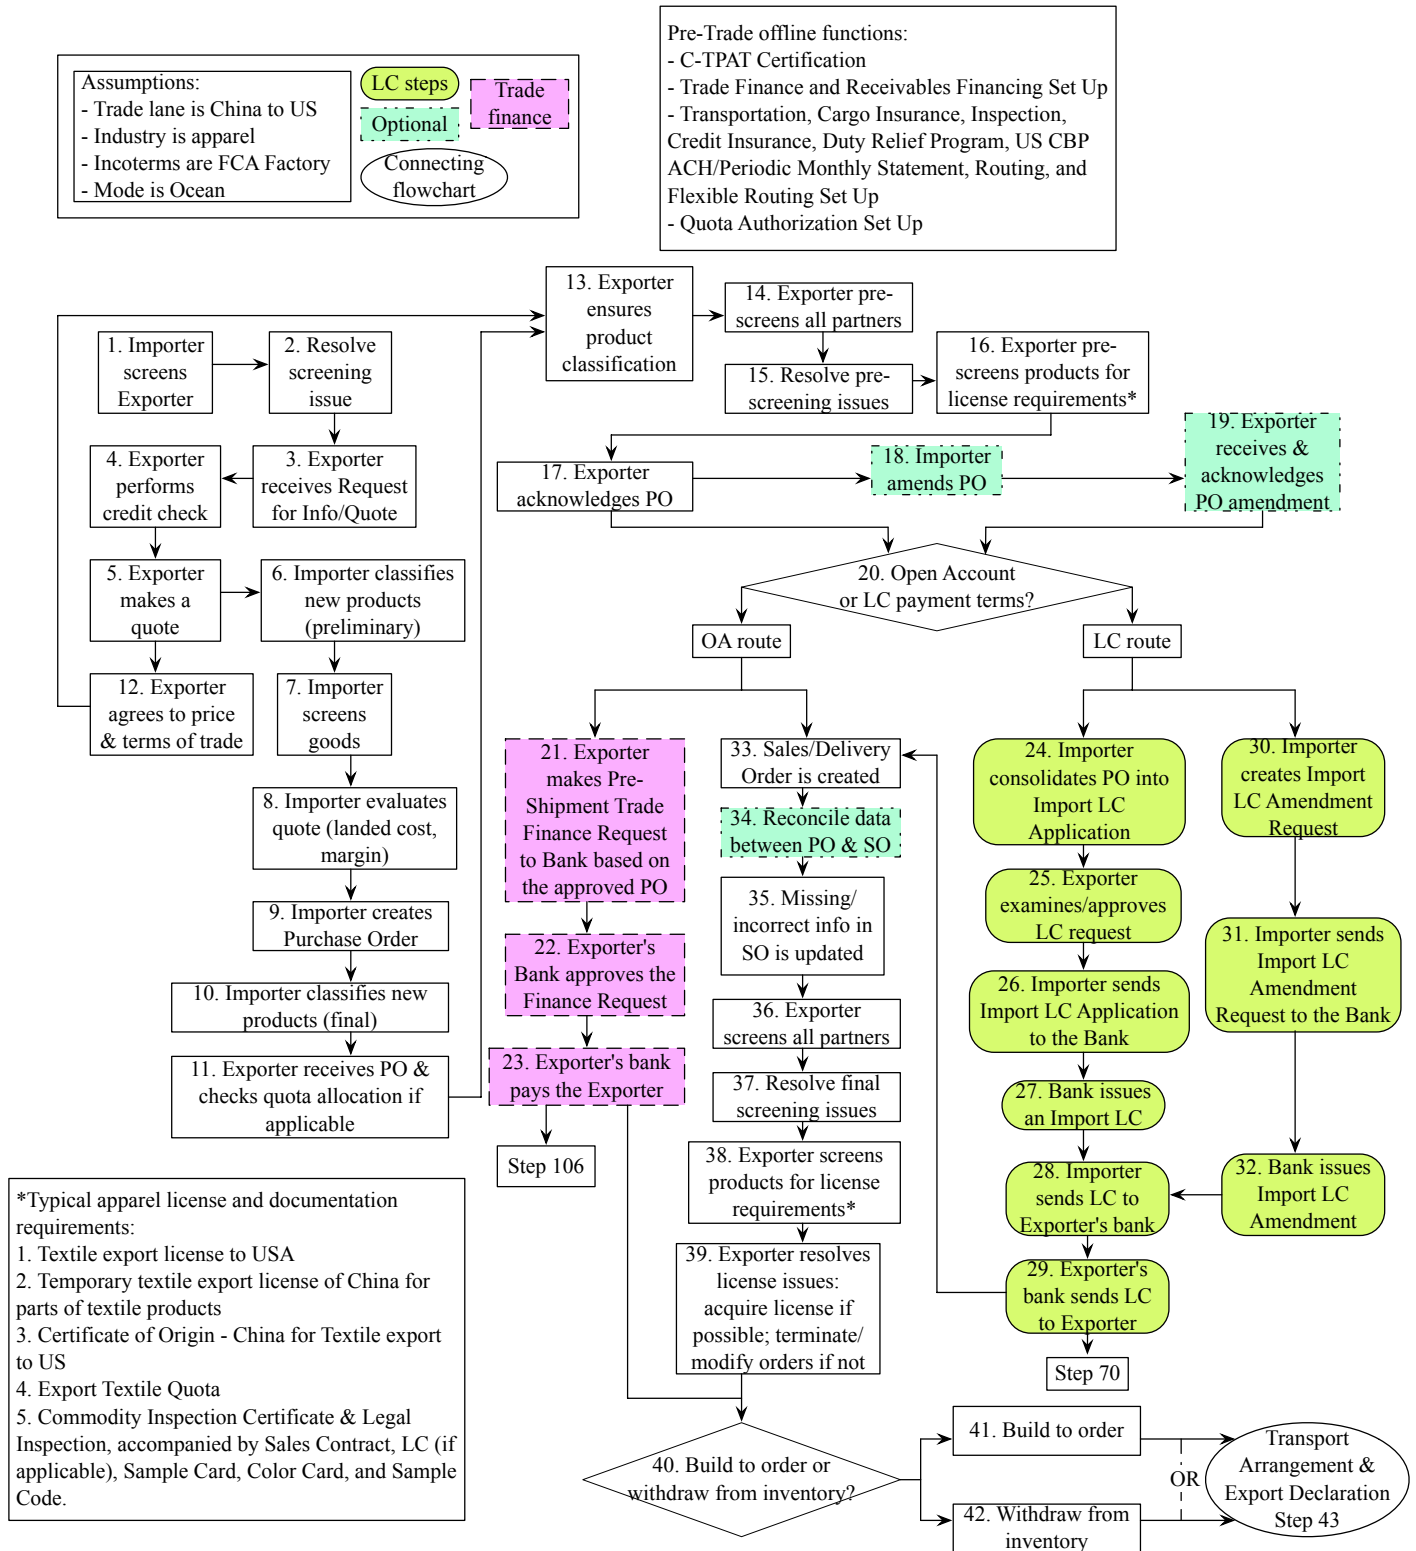 Assumptions:
- Trade lane is China to US
- Industry is apparel
- Incoterms are FCA Factory
- Mode is Ocean
LC steps
Optional
Trade
finance
Connecting
flowchart
Pre-Trade offline functions:
- C-TPAT Certification
- Trade Finance and Receivables Financing Set Up
- Transportation, Cargo Insurance, Inspection,
Credit Insurance, Duty Relief Program, US CBP
ACH/Periodic Monthly Statement, Routing, and
Flexible Routing Set Up
- Quota Authorization Set Up
1. Importer
screens
Exporter
2. Resolve
screening
issue
3. Exporter
receives Request
for Info/Quote
4. Exporter
performs
credit check
5. Exporter
makes a
quote
6. Importer classifies
new products
(preliminary)
12. Exporter
agrees to price
& terms of trade
7. Importer
screens
goods
8. Importer evaluates
quote (landed cost,
margin)
9. Importer creates
Purchase Order
10. Importer classifies new
products (final)
11. Exporter receives PO &
checks quota allocation if
applicable
13. Exporter
ensures
product
classification
14. Exporter pre-
screens all partners
15. Resolve pre-
screening issues
16. Exporter pre-
screens products for
license requirements*
17. Exporter
acknowledges PO
18. Importer
amends PO
19. Exporter
receives &
acknowledges
PO amendment
20. Open Account
or LC payment terms?
OA route
LC route
21. Exporter
makes Pre-
Shipment Trade
Finance Request
to Bank based on
the approved PO
22. Exporter's
Bank approves the
Finance Request
23. Exporter's bank
pays the Exporter
Step 106
33. Sales/Delivery
Order is created
34. Reconcile data
between PO & SO
35. Missing/
incorrect info in
SO is updated
36. Exporter
screens all partners
37. Resolve final
screening issues
38. Exporter screens
products for license
requirements*
39. Exporter resolves
license issues:
acquire license if
possible; terminate/
modify orders if not
24. Importer
consolidates PO into
Import LC
Application
25. Exporter
examines/approves
LC request
26. Importer sends
Import LC Application
to the Bank
27. Bank issues
an Import LC
28. Importer
sends LC to
Exporter's bank
29. Exporter's
bank sends LC
to Exporter
Step 70
30. Importer
creates Import
LC Amendment
Request
31. Importer sends
Import LC
Amendment
Request to the Bank
32. Bank issues
Import LC
Amendment
*Typical apparel license and documentation
requirements:
1. Textile export license to USA
2. Temporary textile export license of China for
parts of textile products
3. Certificate of Origin - China for Textile export
to US
4. Export Textile Quota
5. Commodity Inspection Certificate & Legal
Inspection, accompanied by Sales Contract, LC (if
applicable), Sample Card, Color Card, and Sample
Code.
40. Build to order or
withdraw from inventory?
41. Build to order
42. Withdraw from
inventory
OR
Transport
Arrangement &
Export Declaration
Step 43